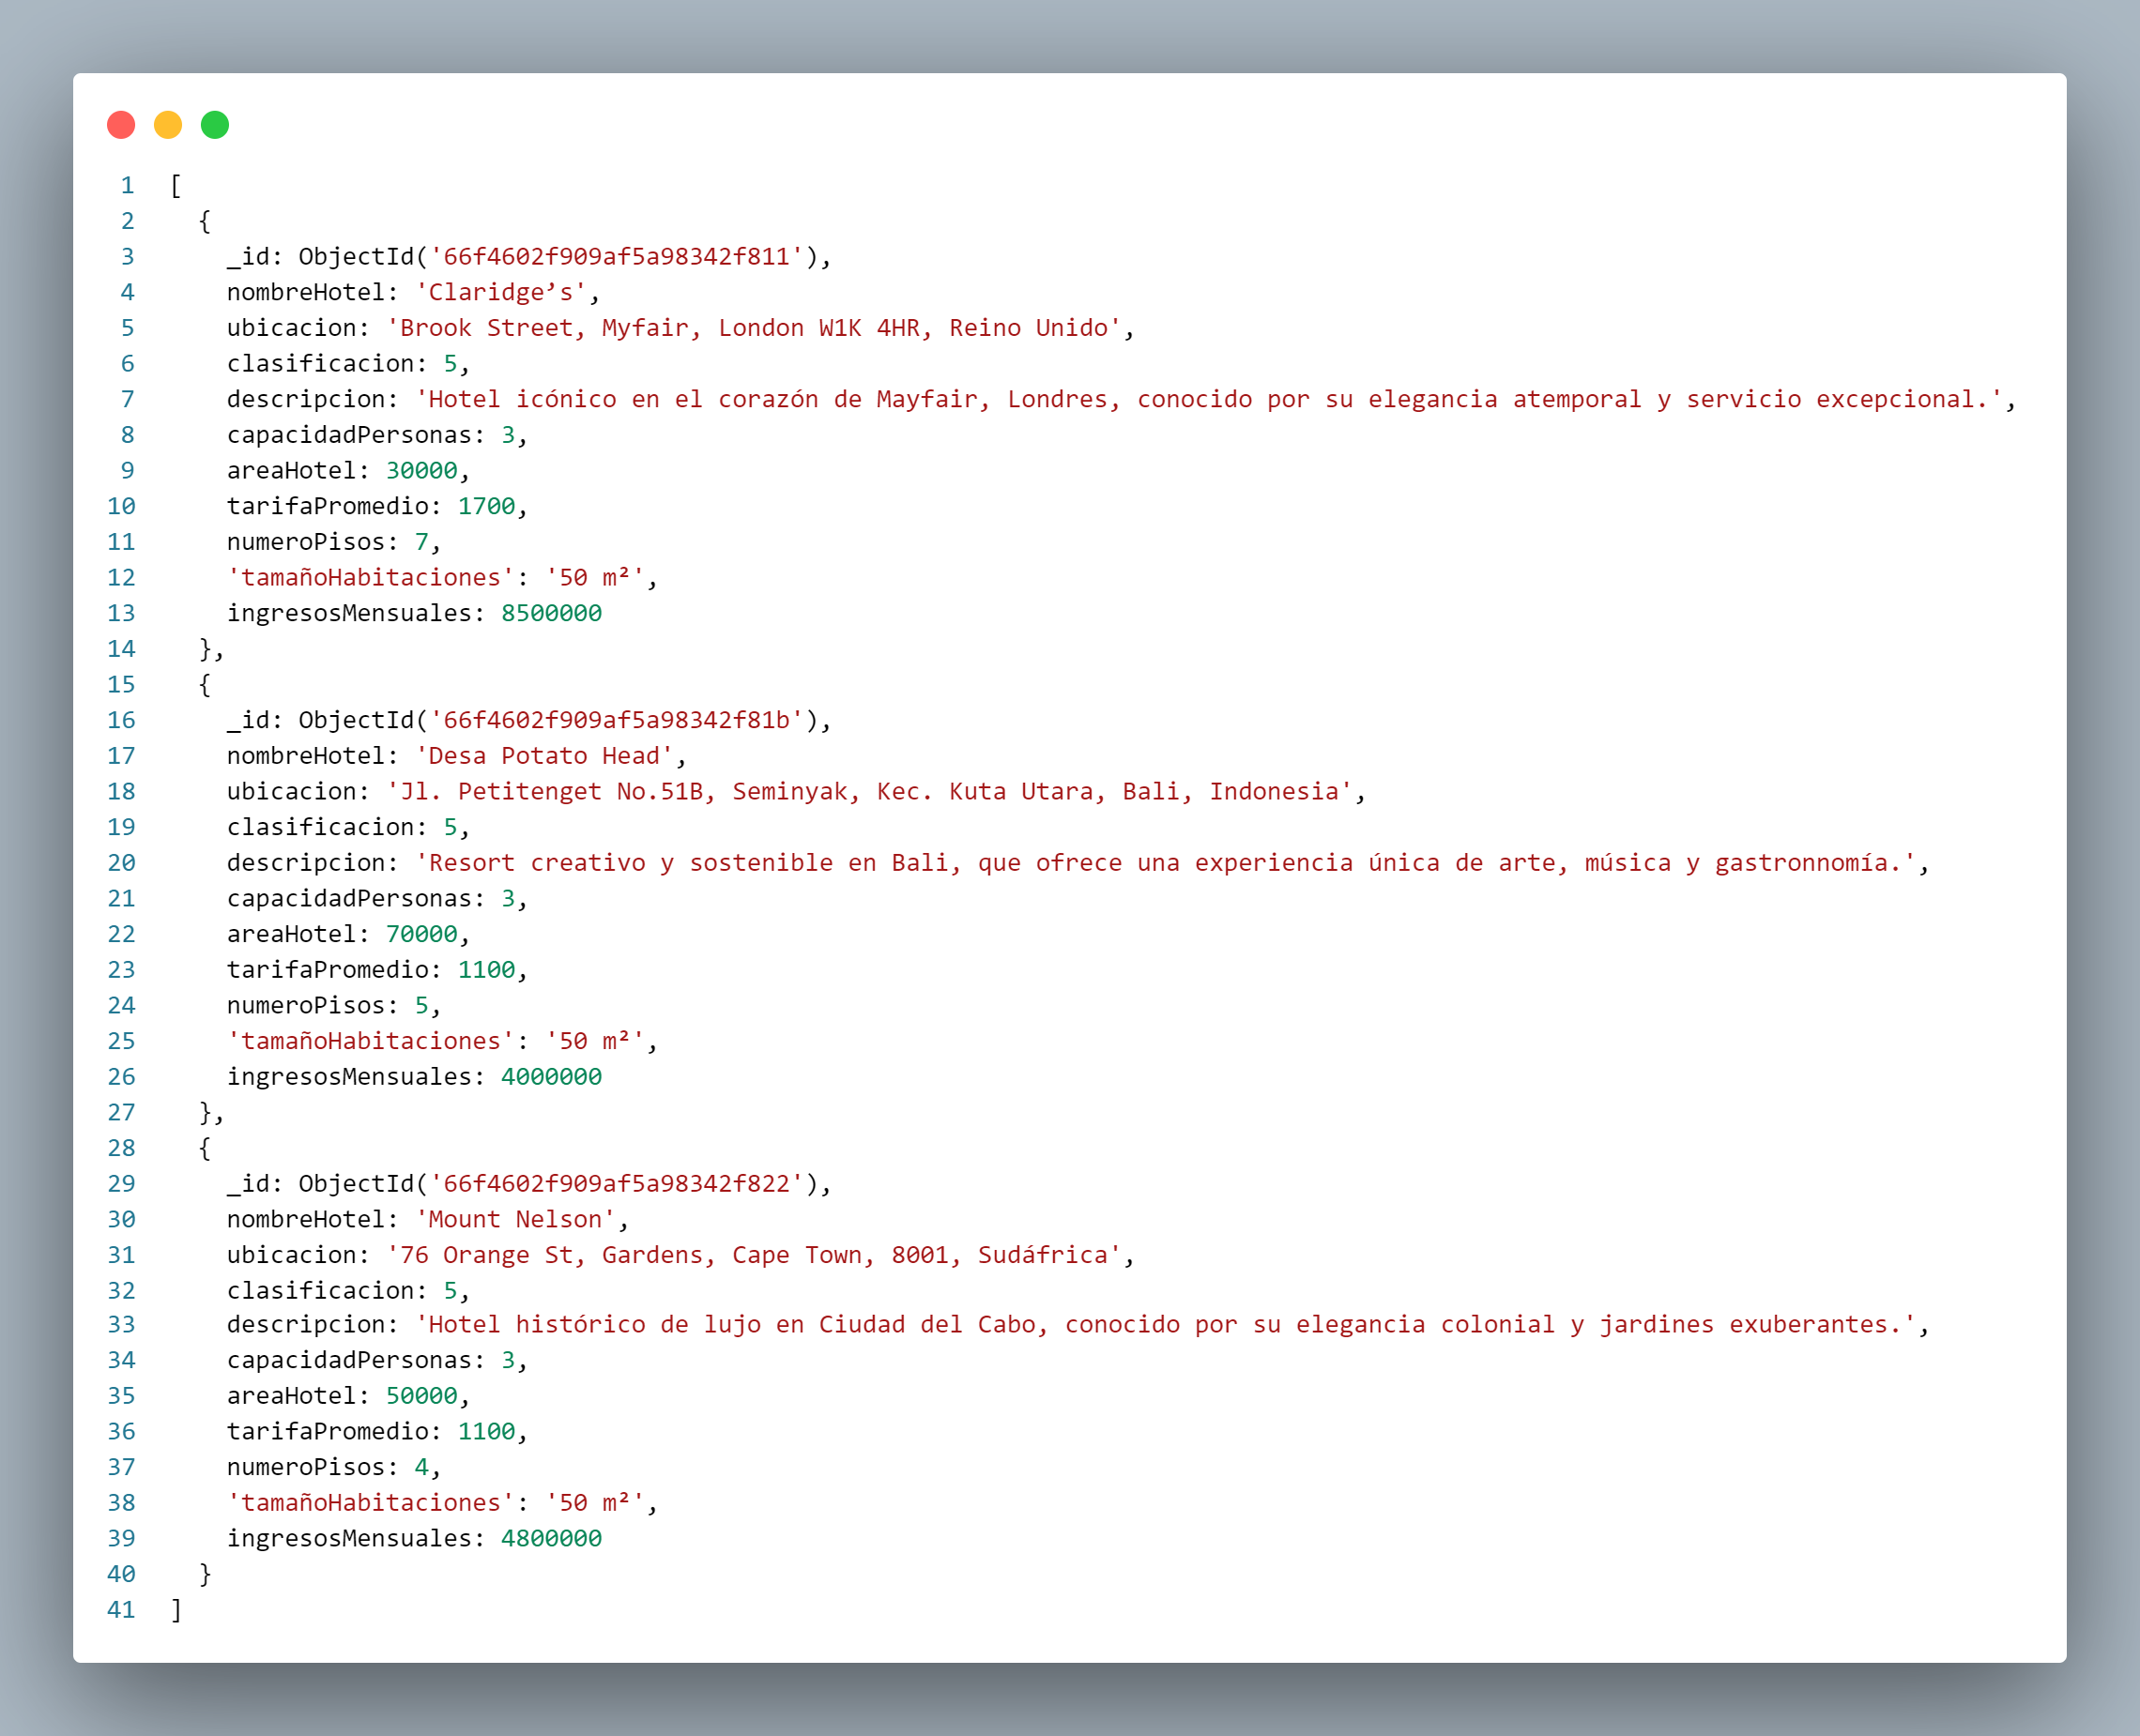 1 [
2 {
3 _id: ObjectId('66f4602f909af5a98342f811'),
4 nombreHotel: 'Claridge’s',
5 ubicacion: 'Brook Street, Myfair, London W1K 4HR, Reino Unido',
6 clasificacion: 5,
7 descripcion: 'Hotel icónico en el corazón de Mayfair, Londres, conocido por su elegancia atemporal y servicio excepcional.',
8 capacidadPersonas: 3,
9 areaHotel: 30000,
10 tarifaPromedio: 1700,
11 numeroPisos: 7,
12 'tamañoHabitaciones': '50 m²',
13 ingresosMensuales: 8500000
14 },
15 {
16 _id: ObjectId('66f4602f909af5a98342f81b'),
17 nombreHotel: 'Desa Potato Head',
18 ubicacion: 'Jl. Petitenget No.51B, Seminyak, Kec. Kuta Utara, Bali, Indonesia',
19 clasificacion: 5,
20 descripcion: 'Resort creativo y sostenible en Bali, que ofrece una experiencia única de arte, música y gastronnomía.',
21 capacidadPersonas: 3,
22 areaHotel: 70000,
23 tarifaPromedio: 1100,
24 numeroPisos: 5,
25 'tamañoHabitaciones': '50 m²',
26 ingresosMensuales: 4000000
27 },
28 {
29 _id: ObjectId('66f4602f909af5a98342f822'),
30 nombreHotel: 'Mount Nelson',
31 ubicacion: '76 Orange St, Gardens, Cape Town, 8001, Sudáfrica',
32 clasificacion: 5,
33 descripcion: 'Hotel histórico de lujo en Ciudad del Cabo, conocido por su elegancia colonial y jardines exuberantes.',
34 capacidadPersonas: 3,
35 areaHotel: 50000,
36 tarifaPromedio: 1100,
37 numeroPisos: 4,
38 'tamañoHabitaciones': '50 m²',
39 ingresosMensuales: 4800000
40 }
41 ]